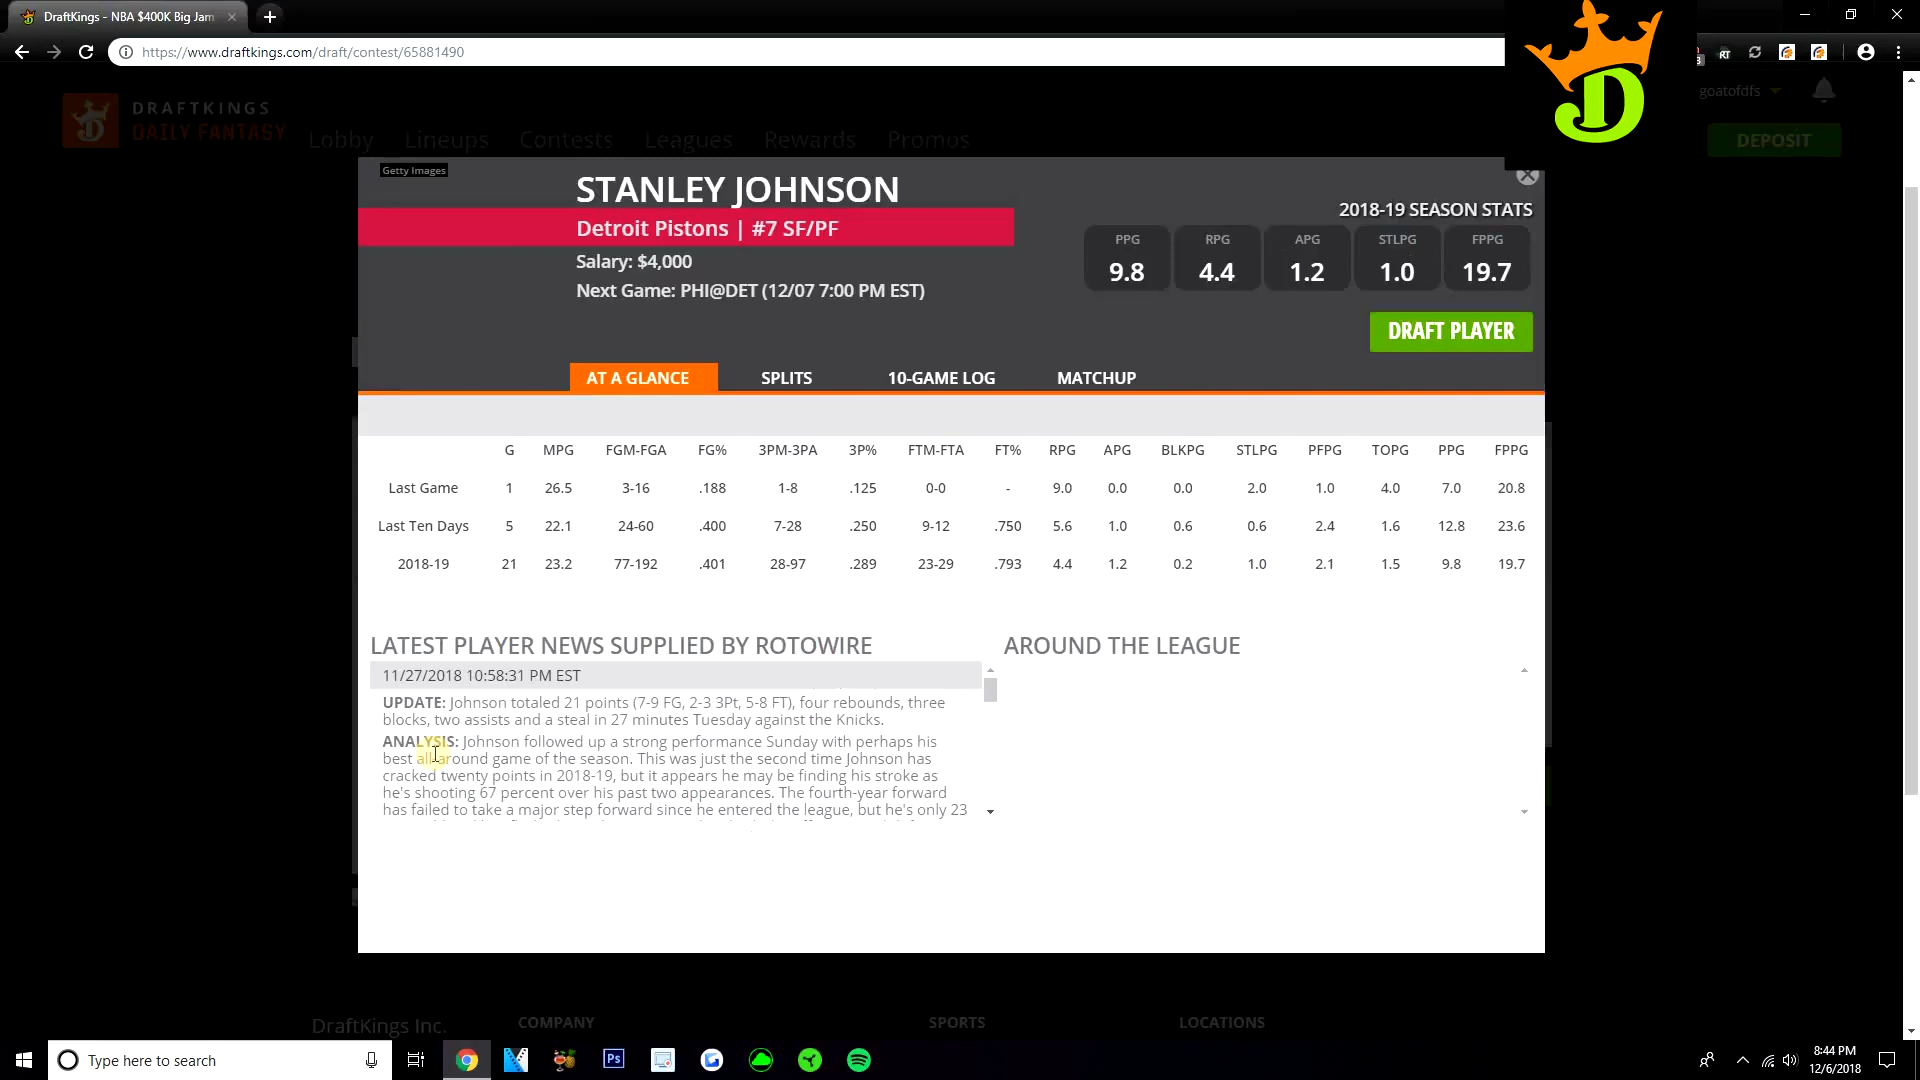 DraftKings - NBA $400K Big Jam
https://www.draftkings.com/draft/contest/65881490
RT
DRAFTKINGS
DAILY FANTASY
Lobby Lineups Contests Leagues Rewards Promos
goatofdfs
DEPOSIT
D
Getty Images
STANLEY JOHNSON
Detroit Pistons | #7 SF/PF
Salary: $4,000
Next Game: PHI@DET (12/07 7:00 PM EST)
2018-19 SEASON STATS
PPG RPG APG STLPG FPPG
9.8 4.4 1.2 1.0 19.7
DRAFT PLAYER
AT A GLANCE SPLITS 10-GAME LOG MATCHUP
G MPG FGM-FGA FG% 3PM-3PA 3P% FTM-FTA FT% RPG APG BLKPG STLPG PFPG TOPG PPG FPPG
Last Game 1 26.5 3-16 .188 1-8 .125 0-0 - 9.0 0.0 0.0 2.0 1.0 4.0 7.0 20.8
Last Ten Days 5 22.1 24-60 .400 7-28 .250 9-12 .750 5.6 1.0 0.6 0.6 2.4 1.6 12.8 23.6
2018-19 21 23.2 77-192 .401 28-97 .289 23-29 .793 4.4 1.2 0.2 1.0 2.1 1.5 9.8 19.7
LATEST PLAYER NEWS SUPPLIED BY ROTOWIRE
11/27/2018 10:58:31 PM EST
UPDATE: Johnson totaled 21 points (7-9 FG, 2-3 3Pt, 5-8 FT), four rebounds, three
blocks, two assists and a steal in 27 minutes Tuesday against the Knicks.
ANALYSIS: Johnson followed up a strong performance Sunday with perhaps his
best all-around game of the season. This was just the second time Johnson has
cracked twenty points in 2018-19, but it appears he may be finding his stroke as
he's shooting 67 percent over his past two appearances. The fourth-year forward
has failed to take a major step forward since he entered the league, but he's only 23
AROUND THE LEAGUE
DraftKings Inc. COMPANY SPORTS LOCATIONS
Type here to search
Ps
8:44 PM
12/6/2018